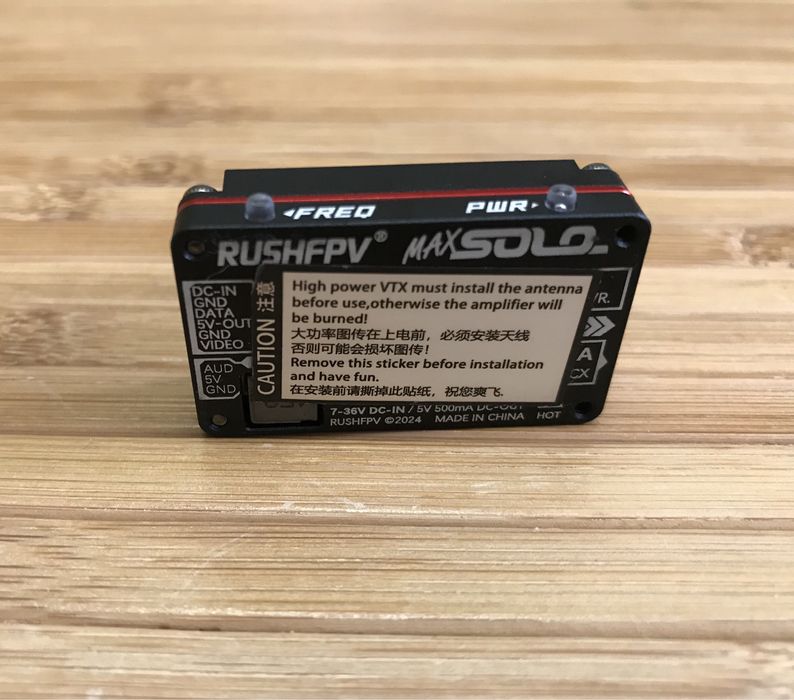 ◂FREQ PWR▸
RUSHFPV® MAX SOLO
DC-IN
GND
DATA
5V-OUT
GND
VIDEO
AUD
5V
GND
CAUTION 注意
High power VTX must install the antenna
before use,otherwise the amplifier will
be burned!
大功率图传在上电前，必须安装天线
否则可能会损坏图传！
Remove this sticker before installation
and have fun.
在安装前请撕掉此贴纸，祝您爽飞.
7-36V DC-IN / 5V 500mA DC-OUT
RUSHFPV ©2024 MADE IN CHINA HOT